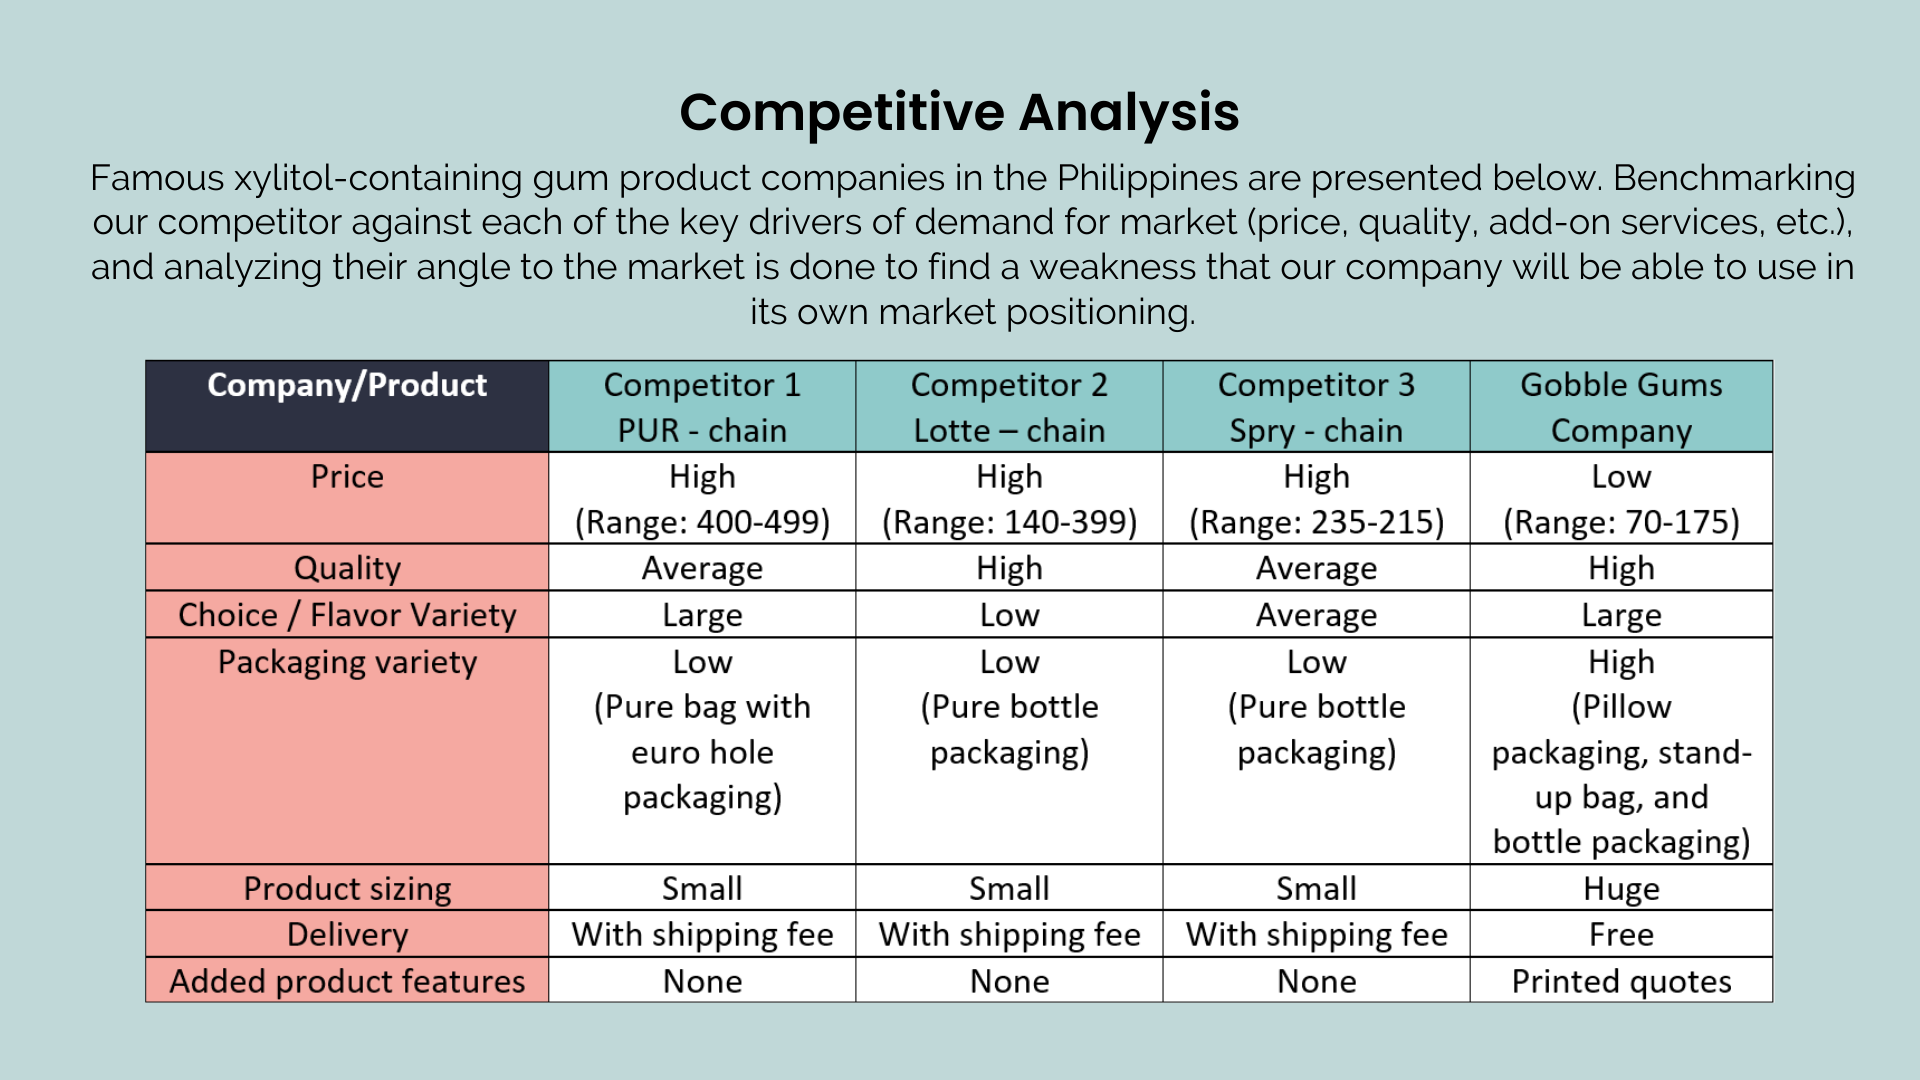 Competitive Analysis
Famous xylitol-containing gum product companies in the Philippines are presented below. Benchmarking
our competitor against each of the key drivers of demand for market (price, quality, add-on services, etc.),
and analyzing their angle to the market is done to find a weakness that our company will be able to use in
its own market positioning.
Company/Product
Competitor 1
PUR - chain
Competitor 2
Lotte – chain
Competitor 3
Spry - chain
Gobble Gums
Company
Price
High
(Range: 400-499)
High
(Range: 140-399)
High
(Range: 235-215)
Low
(Range: 70-175)
Quality
Average
High
Average
High
Choice / Flavor Variety
Large
Low
Average
Large
Packaging variety
Low
(Pure bag with
euro hole
packaging)
Low
(Pure bottle
packaging)
Low
(Pure bottle
packaging)
High
(Pillow
packaging, stand-
up bag, and
bottle packaging)
Product sizing
Small
Small
Small
Huge
Delivery
With shipping fee
With shipping fee
With shipping fee
Free
Added product features
None
None
None
Printed quotes